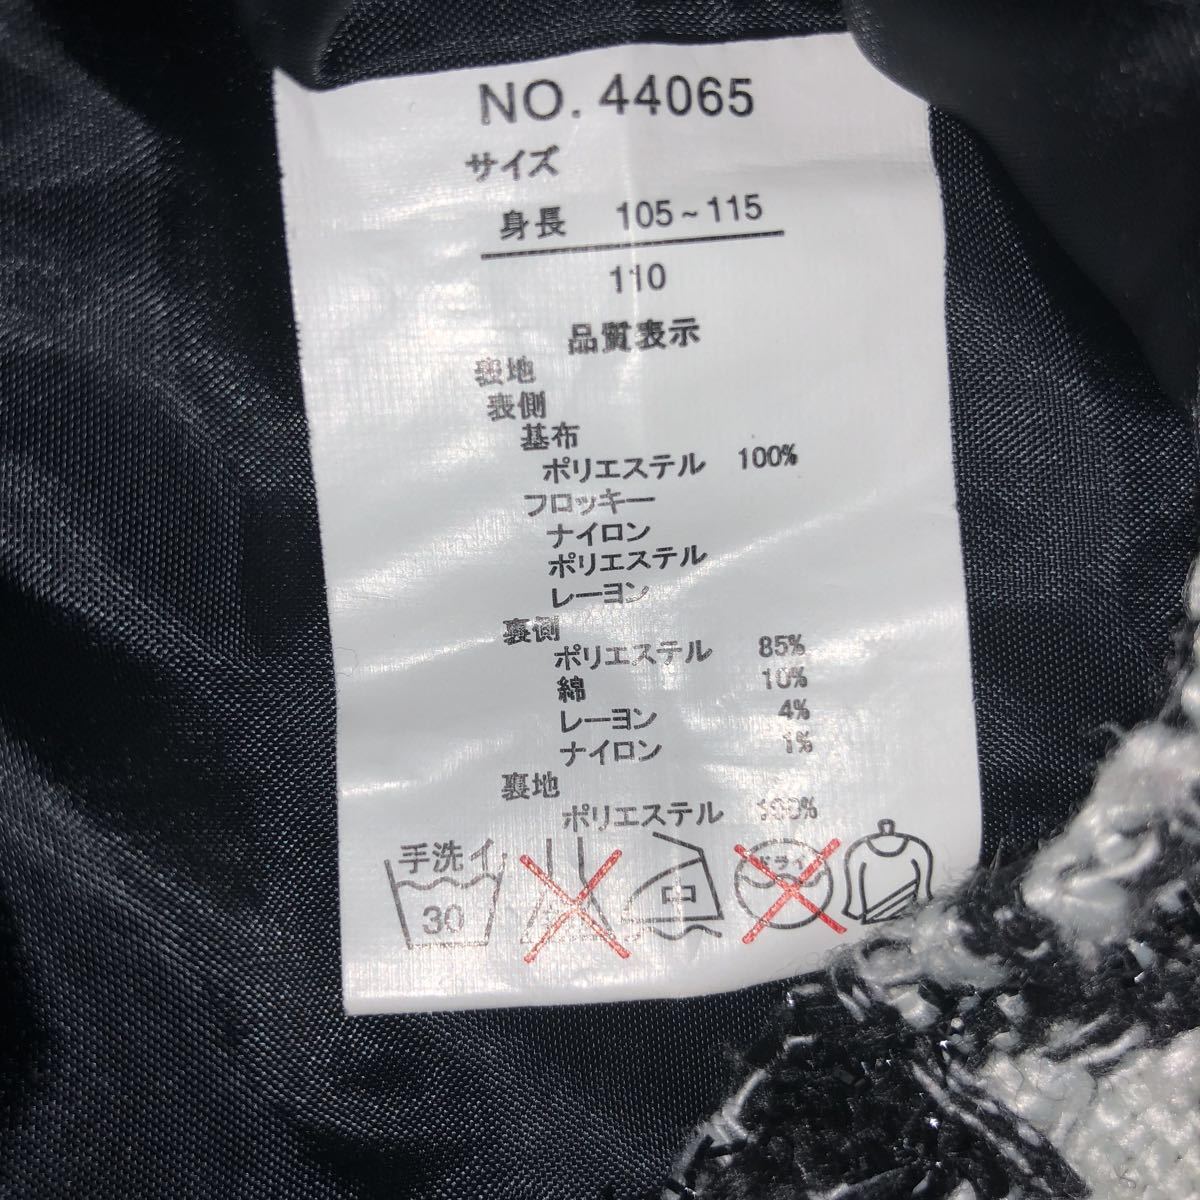 NO. 44065
サイズ
身長 105~115
110
品質表示
表地
表側
基布
ポリエステル 100%
フロッキー
ナイロン
ポリエステル
レーヨン
裏側
ポリエステル 85%
綿 10%
レーヨン 4%
ナイロン 1%
裏地
ポリエステル 100%
手洗イ
30
中
ドライ